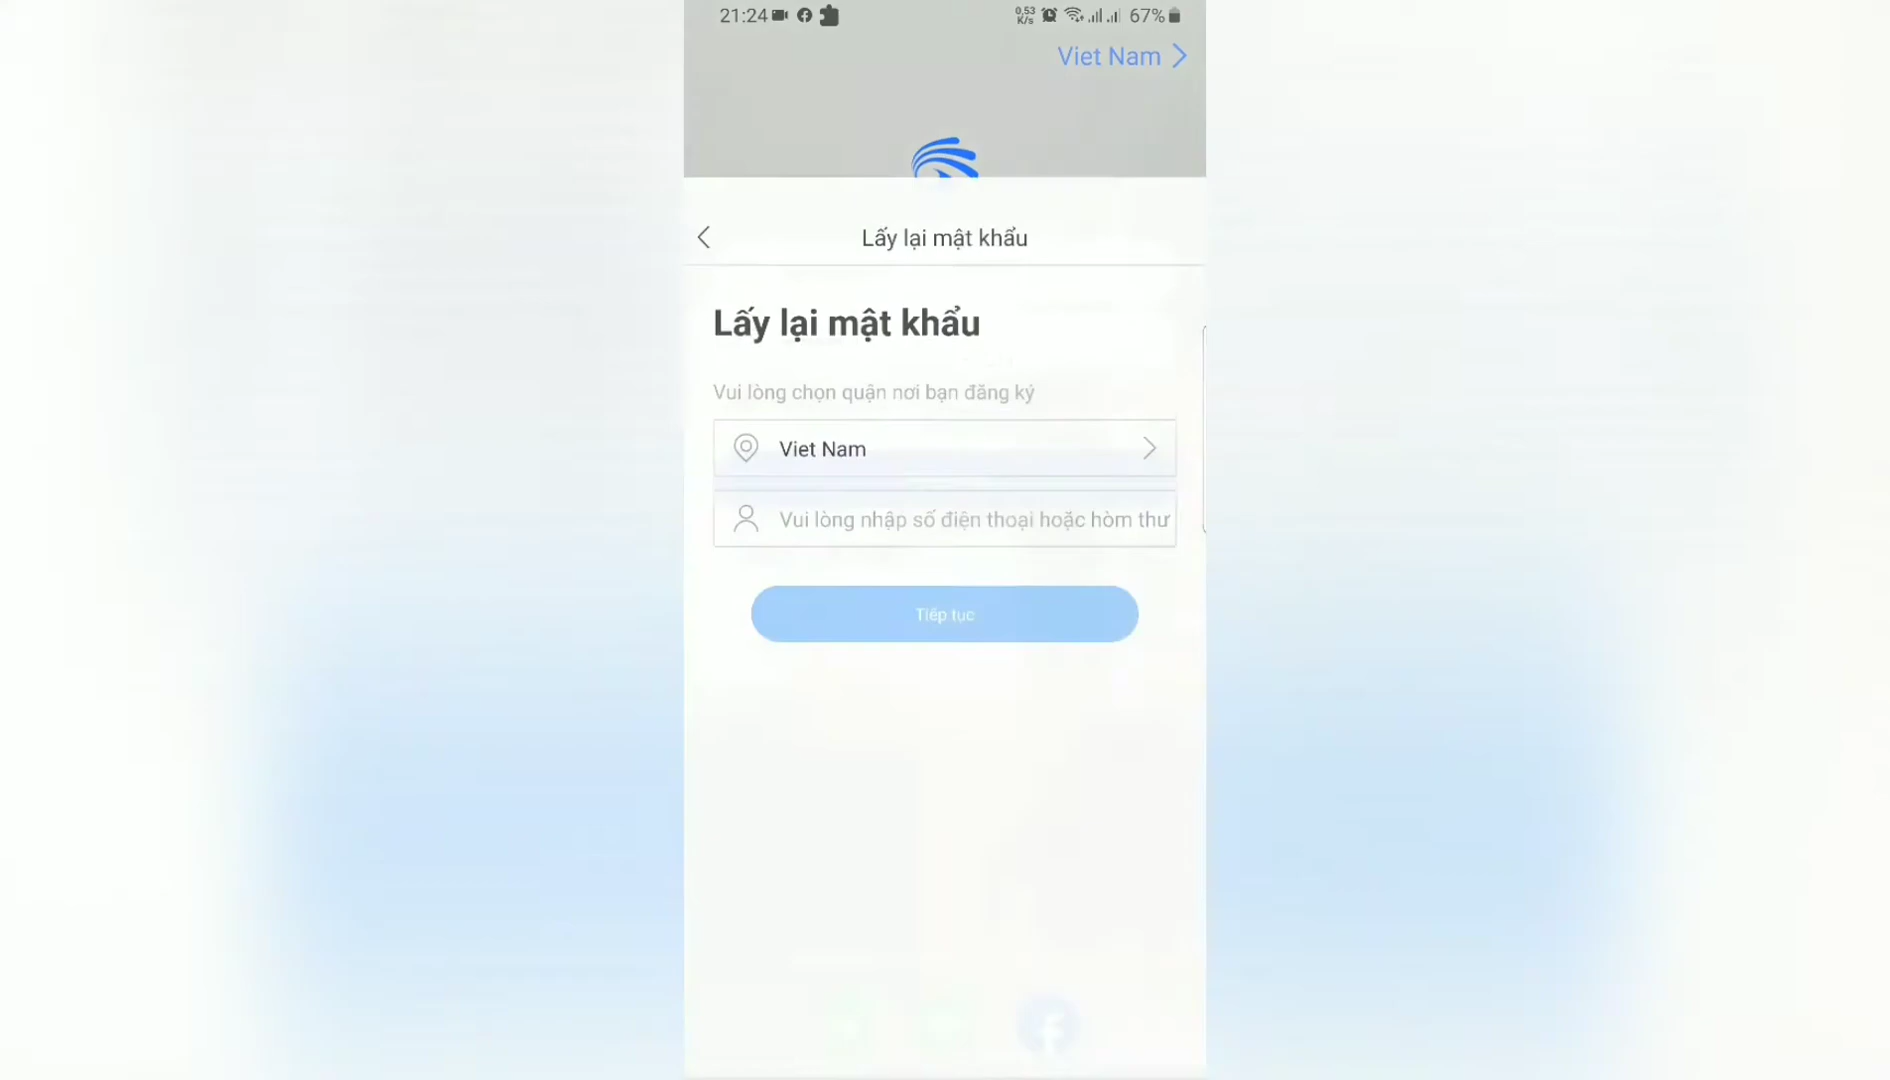 21:24
0,53
K/s
67%
Viet Nam
Lấy lại mật khẩu
Lấy lại mật khẩu
Vui lòng chọn quận nơi bạn đăng ký
Viet Nam
Vui lòng nhập số điện thoại hoặc hòm thư
Tiếp tục